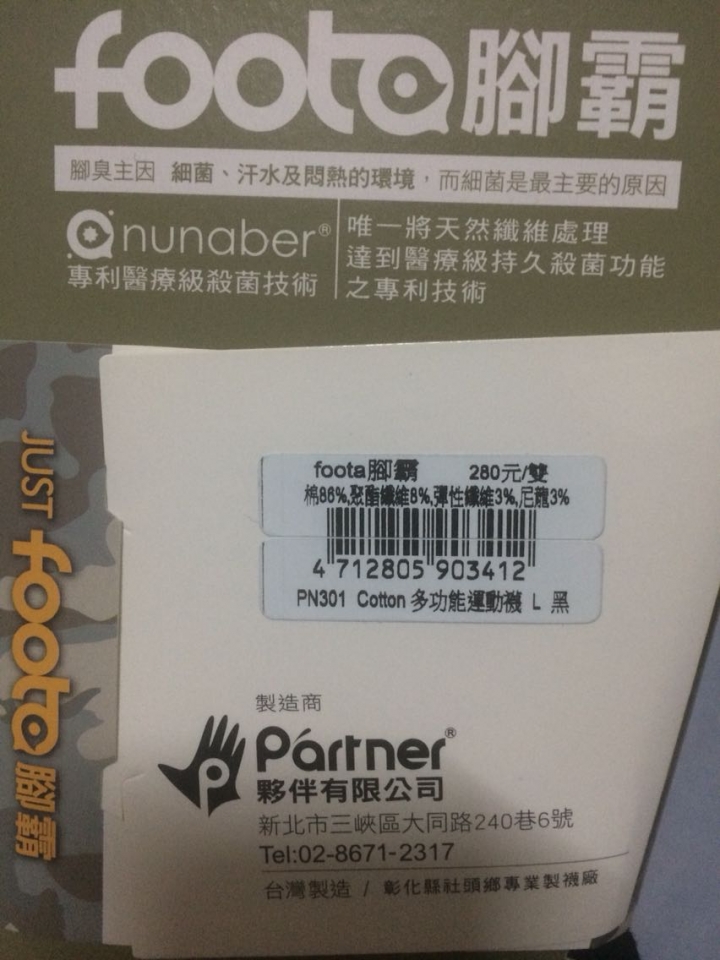 foota腳霸
腳臭主因 細菌、汗水及悶熱的環境，而細菌是最主要的原因
nunaber®
專利醫療級殺菌技術
唯一將天然纖維處理
達到醫療級持久殺菌功能
之專利技術
JUST foota腳霸
foota腳霸 280元/雙
棉86%,聚酯纖維8%,彈性纖維3%,尼龍3%
4 712805 903412
PN301 Cotton 多功能運動襪 L 黑
製造商
Pártner®
夥伴有限公司
新北市三峽區大同路240巷6號
Tel:02-8671-2317
台灣製造 / 彰化縣社頭鄉專業製襪廠